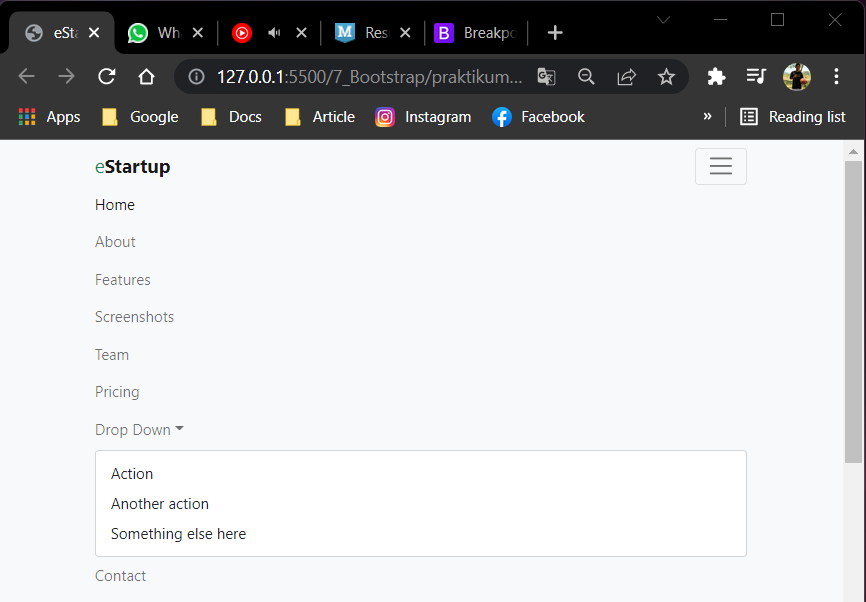 eSta
Wh
Res
Breakpo
127.0.0.1:5500/7_Bootstrap/praktikum...
Apps
Google
Docs
Article
Instagram
Facebook
»
Reading list
eStartup
Home
About
Features
Screenshots
Team
Pricing
Drop Down
Action
Another action
Something else here
Contact